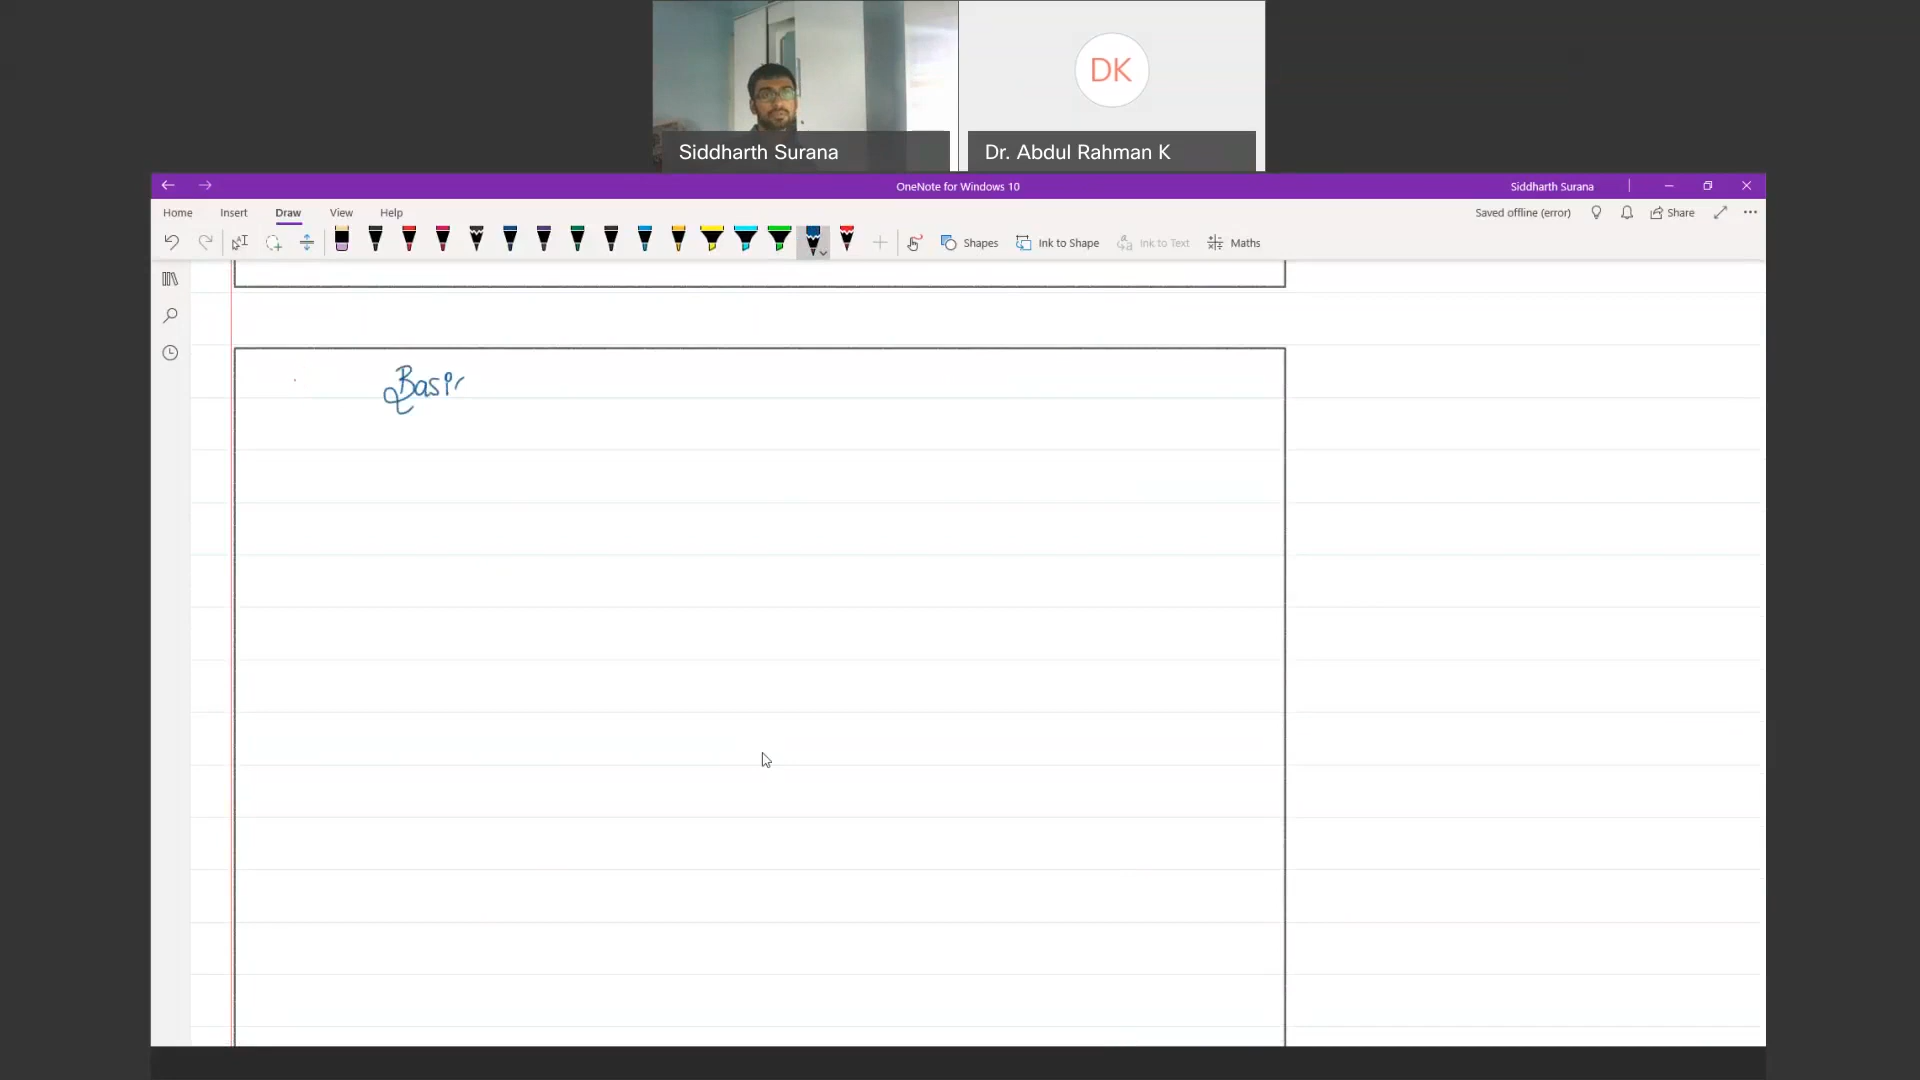 DK
Siddharth Surana
Dr. Abdul Rahman K
OneNote for Windows 10
Siddharth Surana
Home Insert Draw View Help
Saved offline (error)
Share
Shapes
Ink to Shape
Ink to Text
Maths
Basic